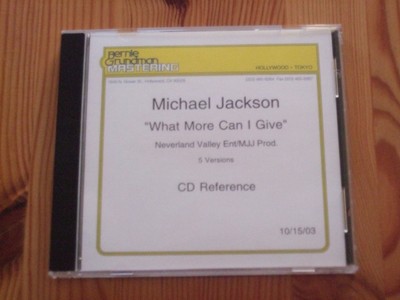 Bernie
Grundman
MASTERING
HOLLYWOOD • TOKYO
Michael Jackson
"What More Can I Give"
Neverland Valley Ent/MJJ Prod.
5 Versions
CD Reference
10/15/03